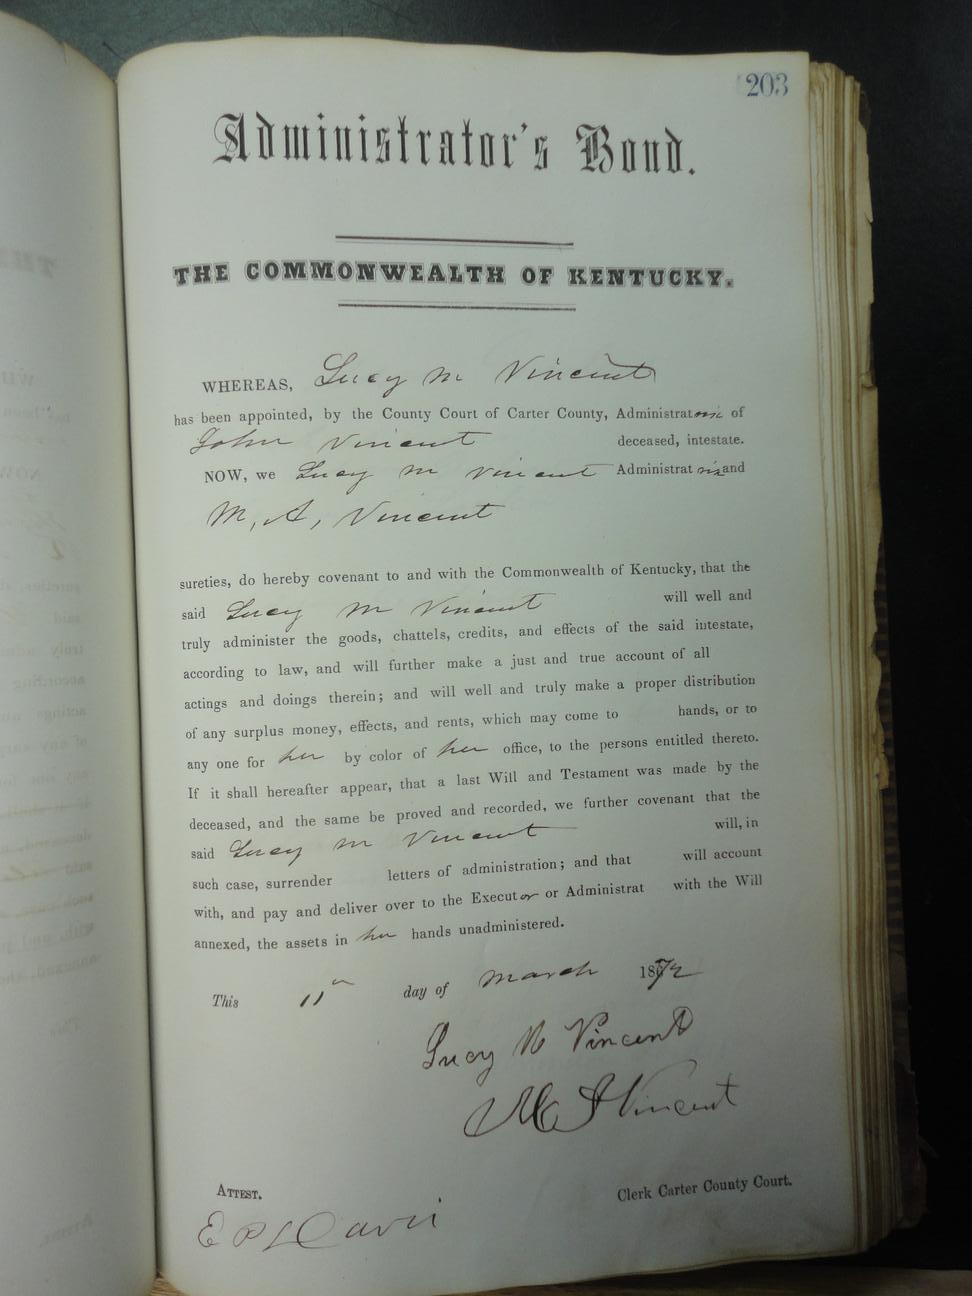 203
Administrator's Bond.
THE COMMONWEALTH OF KENTUCKY.
WHEREAS, Lucy M Vincent
has been appointed, by the County Court of Carter County, Administratrix of
John Vincent deceased, intestate.
NOW, we Lucy M Vincent Administratrix and
M, A, Vincent
sureties, do hereby covenant to and with the Commonwealth of Kentucky, that the
said Lucy M Vincent will well and
truly administer the goods, chattels, credits, and effects of the said intestate,
according to law, and will further make a just and true account of all
actings and doings therein; and will well and truly make a proper distribution
of any surplus money, effects, and rents, which may come to hands, or to
any one for her by color of her office, to the persons entitled thereto.
If it shall hereafter appear, that a last Will and Testament was made by the
deceased, and the same be proved and recorded, we further covenant that the
said Lucy M Vincent will, in
such case, surrender letters of administration; and that will account
with, and pay and deliver over to the Executor or Administrat with the Will
annexed, the assets in her hands unadministered.
This 11th day of March 1872
Lucy M Vincent
M A Vincent
ATTEST. Clerk Carter County Court.
E P L Davis